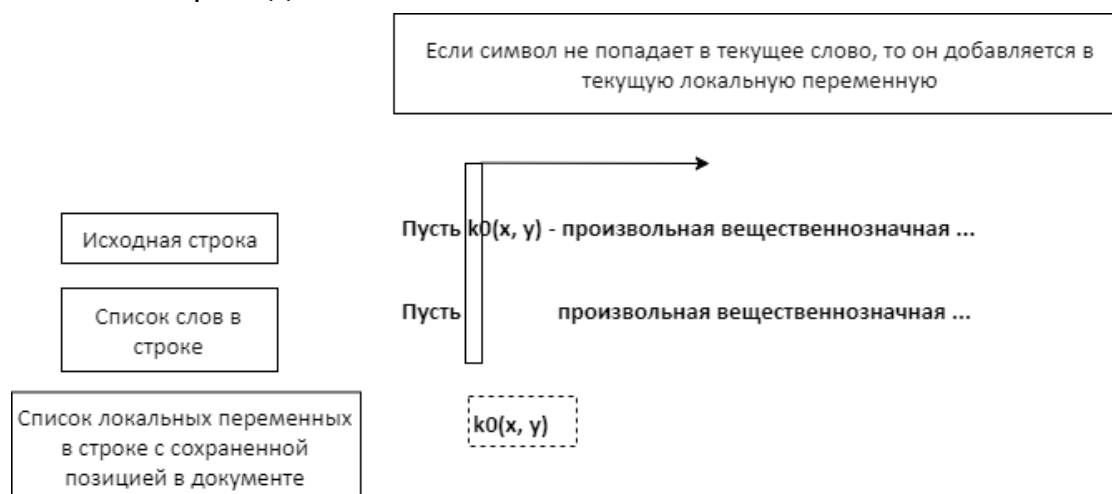 Если символ не попадает в текущее слово, то он добавляется в
текущую локальную переменную
Исходная строка
Пусть k0(x, y) - произвольная вещественнозначная ...
Список слов в
строке
Пусть произвольная вещественнозначная ...
Список локальных переменных
в строке с сохраненной
позицией в документе
k0(x, y)